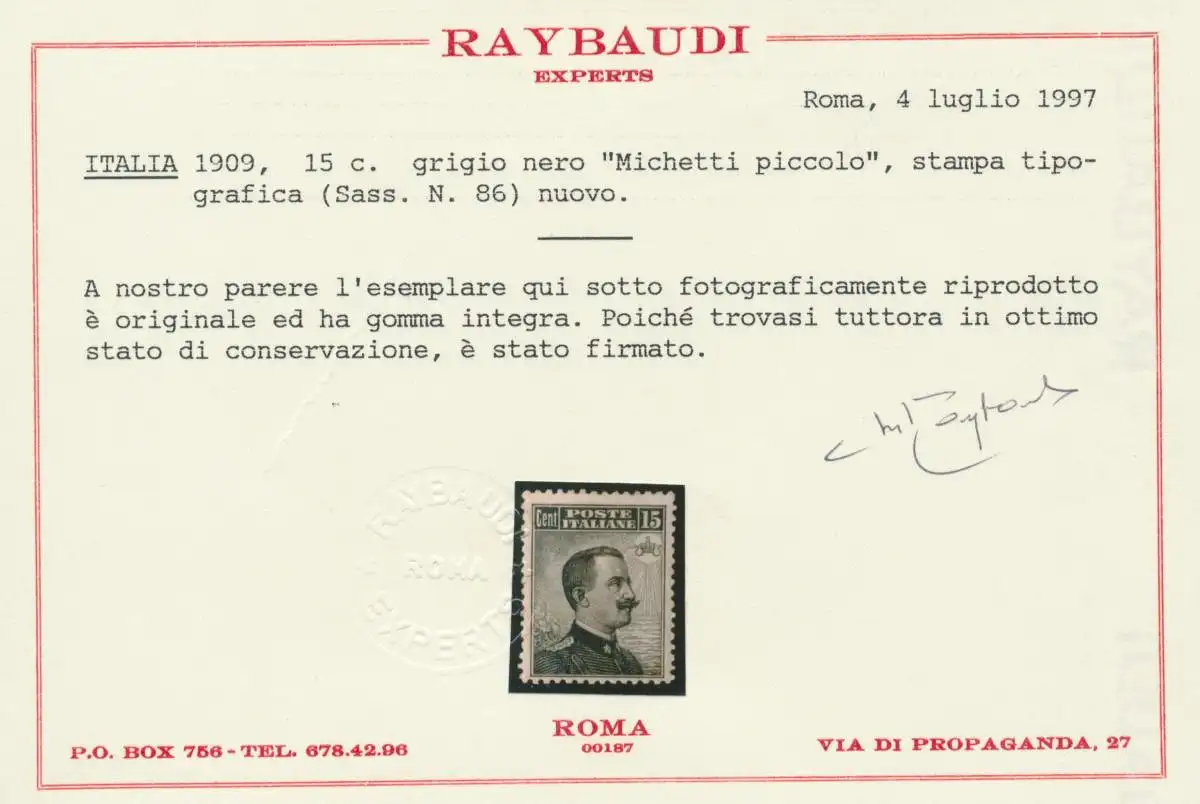 RAYBAUDI
EXPERTS
Roma, 4 luglio 1997
ITALIA 1909, 15 c. grigio nero "Michetti piccolo", stampa tipo-
grafica (Sass. N. 86) nuovo.
A nostro parere l'esemplare qui sotto fotograficamente riprodotto
è originale ed ha gomma integra. Poiché trovasi tuttora in ottimo
stato di conservazione, è stato firmato.
RAYBAUDI
ROMA
EXPERTS
Cent POSTE ITALIANE 15
ROMA
00187
P.O. BOX 756 - TEL. 678.42.96
VIA DI PROPAGANDA, 27